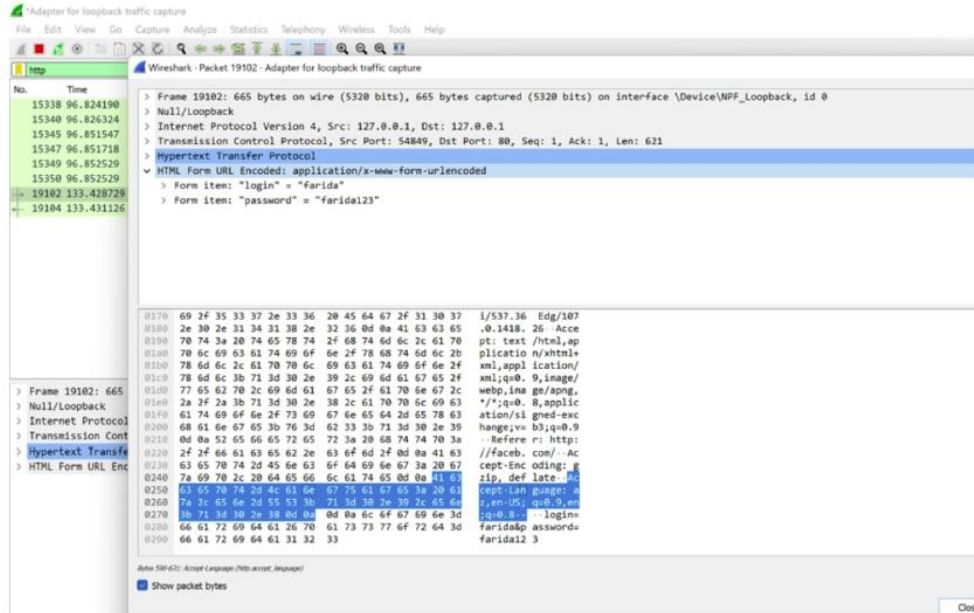 *Adapter for loopback traffic capture
File Edit View Go Capture Analyze Statistics Telephony Wireless Tools Help
http
Wireshark · Packet 19102 · Adapter for loopback traffic capture
No. Time
15338 96.824190
15340 96.826324
15345 96.851547
15347 96.851718
15349 96.852529
15350 96.852529
19102 133.428729
19104 133.431126
> Frame 19102: 665 bytes on wire (5320 bits), 665 bytes captured (5320 bits) on interface \Device\NPF_Loopback, id 0
> Null/Loopback
> Internet Protocol Version 4, Src: 127.0.0.1, Dst: 127.0.0.1
> Transmission Control Protocol, Src Port: 54849, Dst Port: 80, Seq: 1, Ack: 1, Len: 621
> Hypertext Transfer Protocol
HTML Form URL Encoded: application/x-www-form-urlencoded
> Form item: "login" = "farida"
> Form item: "password" = "farida123"
0170 69 2f 35 33 37 2e 33 36 20 45 64 67 2f 31 30 37 i/537.36 Edg/107
0180 2e 30 2e 31 34 31 38 2e 32 36 0d 0a 41 63 63 65 .0.1418. 26··Acce
0190 70 74 3a 20 74 65 78 74 2f 68 74 6d 6c 2c 61 70 pt: text /html,ap
01a0 70 6c 69 63 61 74 69 6f 6e 2f 78 68 74 6d 6c 2b plicatio n/xhtml+
01b0 78 6d 6c 2c 61 70 70 6c 69 63 61 74 69 6f 6e 2f xml,appl ication/
01c0 78 6d 6c 3b 71 3d 30 2e 39 2c 69 6d 61 67 65 2f xml;q=0. 9,image/
01d0 77 65 62 70 2c 69 6d 61 67 65 2f 61 70 6e 67 2c webp,ima ge/apng,
01e0 2a 2f 2a 3b 71 3d 30 2e 38 2c 61 70 70 6c 69 63 */*;q=0. 8,applic
01f0 61 74 69 6f 6e 2f 73 69 67 6e 65 64 2d 65 78 63 ation/si gned-exc
0200 68 61 6e 67 65 3b 76 3d 62 33 3b 71 3d 30 2e 39 hange;v= b3;q=0.9
0210 0d 0a 52 65 66 65 72 65 72 3a 20 68 74 74 70 3a ··Refere r: http:
0220 2f 2f 66 61 63 65 62 2e 63 6f 6d 2f 0d 0a 41 63 //faceb. com/··Ac
0230 63 65 70 74 2d 45 6e 63 6f 64 69 6e 67 3a 20 67 cept-Enc oding: g
0240 7a 69 70 2c 20 64 65 66 6c 61 74 65 0d 0a 41 63 zip, def late··Ac
0250 63 65 70 74 2d 4c 61 6e 67 75 61 67 65 3a 20 61 cept-Lan guage: a
0260 7a 2c 65 6e 2d 55 53 3b 71 3d 30 2e 39 2c 65 6e z,en-US; q=0.9,en
0270 3b 71 3d 30 2e 38 0d 0a 0d 0a 6c 6f 67 69 6e 3d ;q=0.8·· ··login=
0280 66 61 72 69 64 61 26 70 61 73 73 77 6f 72 64 3d farida&p assword=
0290 66 61 72 69 64 61 31 32 33 farida12 3
> Frame 19102: 665
> Null/Loopback
> Internet Protocol
> Transmission Cont
> Hypertext Transfe
> HTML Form URL Enc
Bytes 590-631: Accept-Language (http.accept_language)
Show packet bytes
Clos